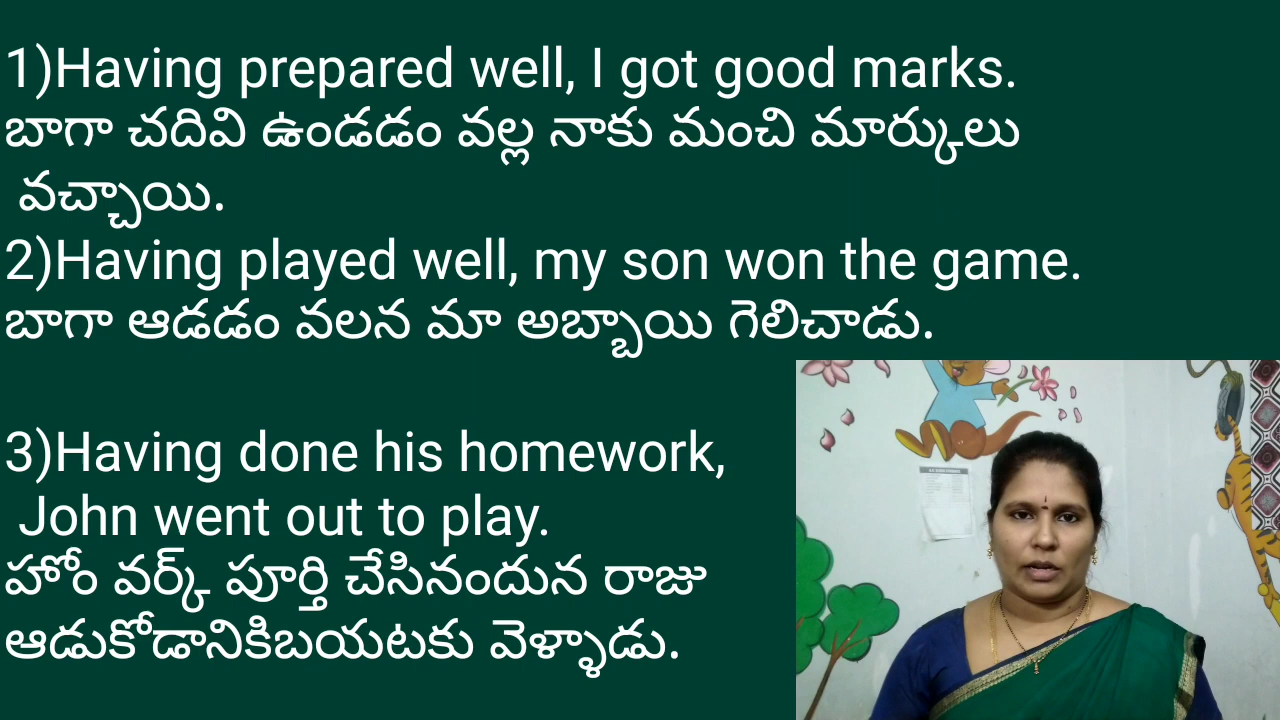 1)Having prepared well, I got good marks.
బాగా చదివి ఉండడం వల్ల నాకు మంచి మార్కులు
వచ్చాయి.
2)Having played well, my son won the game.
బాగా ఆడడం వలన మా అబ్బాయి గెలిచాడు.
3)Having done his homework,
John went out to play.
హోం వర్క్ పూర్తి చేసినందున రాజు
ఆడుకోడానికిబయటకు వెళ్ళాడు.